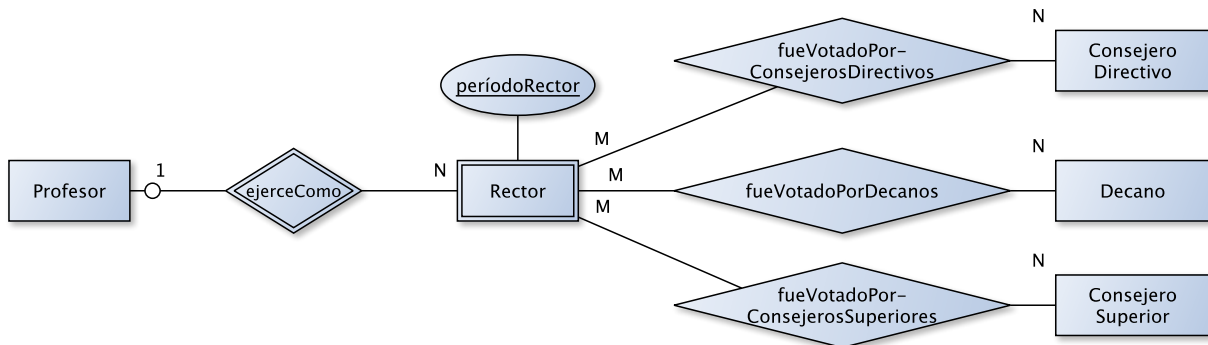 N
fueVotadoPor-
ConsejerosDirectivos
Consejero
Directivo
períodoRector
M
N
1
N
M
Profesor
ejerceComo
Rector
fueVotadoPorDecanos
Decano
M
N
fueVotadoPor-
ConsejerosSuperiores
Consejero
Superior